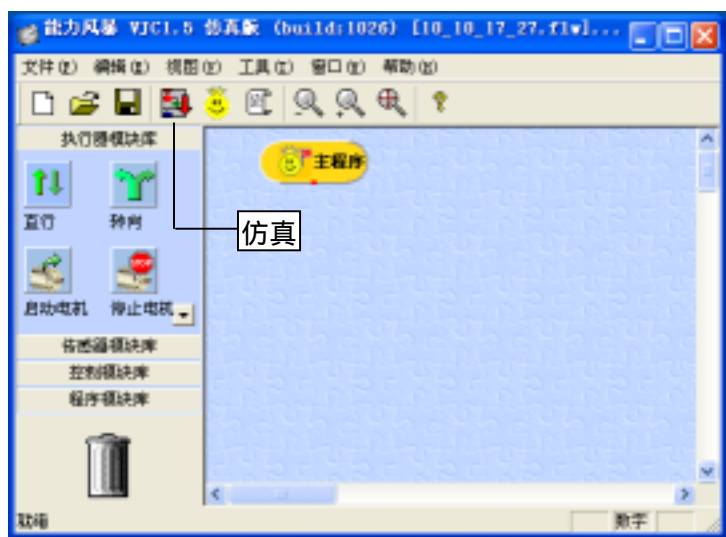 能力风暴 VJC1.5 仿真版 (build:1026) [10_10_17_27.flw]...
文件(F) 编辑(E) 视图(V) 工具(T) 窗口(W) 帮助(H)
执行器模块库
主程序
直行 转向
仿真
启动电机 停止电机
传感器模块库
控制模块库
程序模块库
就绪 数字